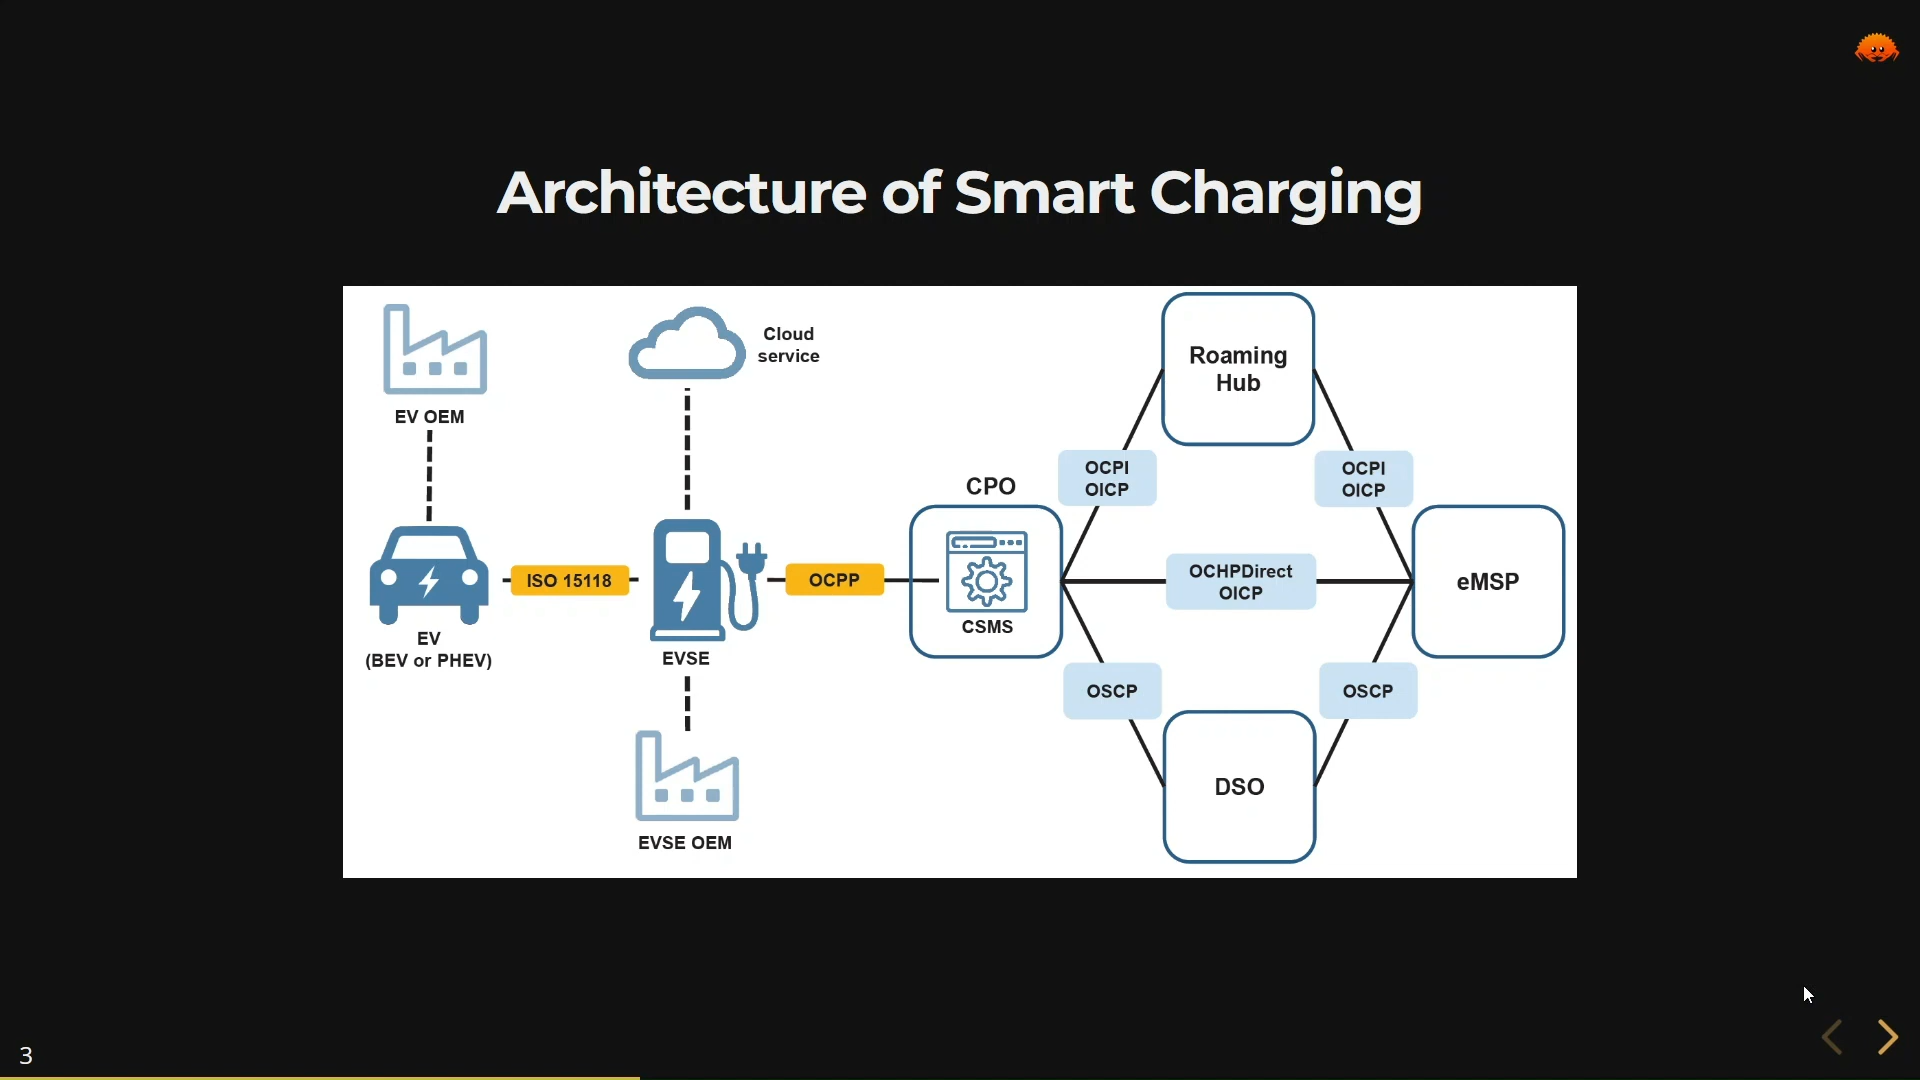 Architecture of Smart Charging
EV OEM
Cloud
service
Roaming
Hub
OCPI
OICP
OCPI
OICP
CPO
CSMS
ISO 15118
OCPP
OCHPDirect
OICP
eMSP
EV
(BEV or PHEV)
EVSE
OSCP
OSCP
DSO
EVSE OEM
3